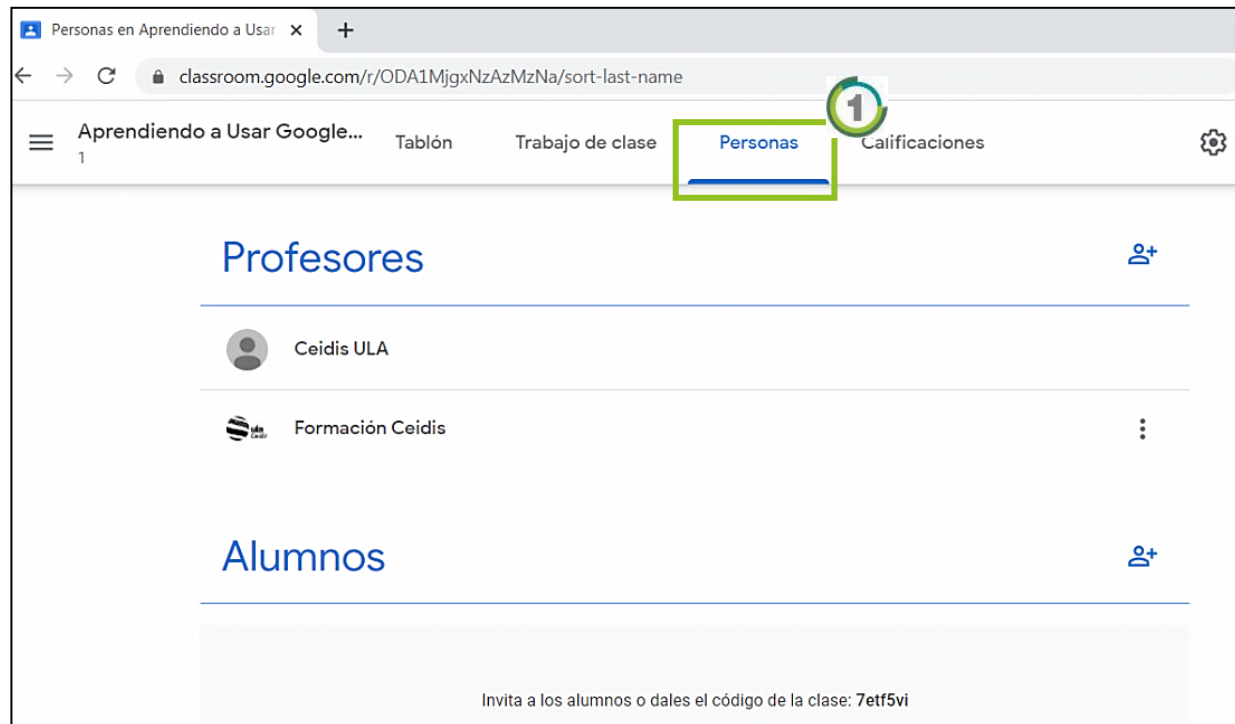 Personas en Aprendiendo a Usar
classroom.google.com/r/ODA1MjgxNzAzMzNa/sort-last-name
1
Aprendiendo a Usar Google...
1
Tablón
Trabajo de clase
Personas
Calificaciones
Profesores
Ceidis ULA
Formación Ceidis
Alumnos
Invita a los alumnos o dales el código de la clase: 7etf5vi